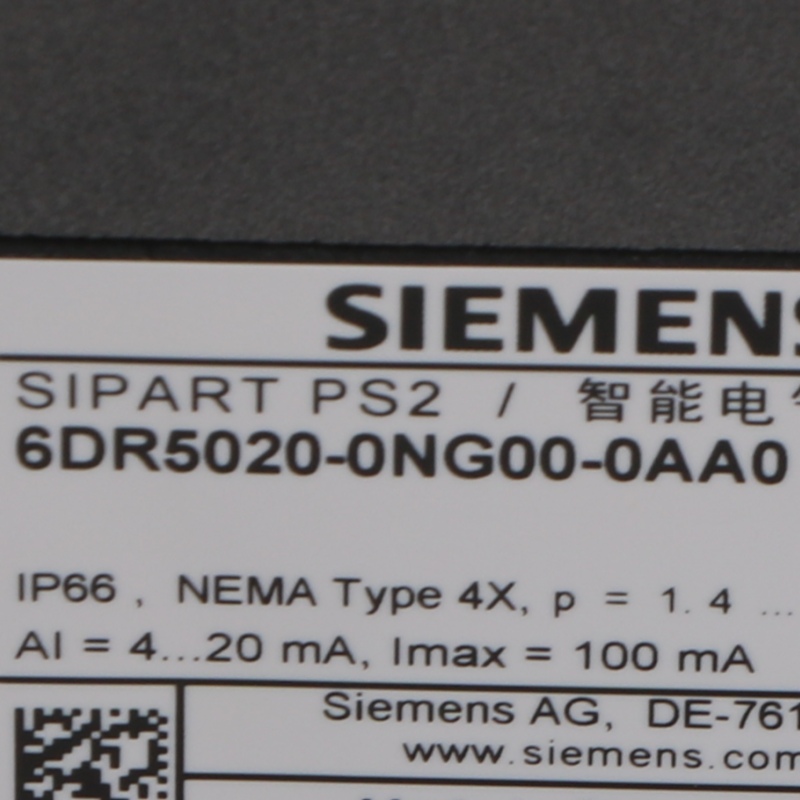 SIEMENS
SIPART PS2 / 智能电
6DR5020-0NG00-0AA0
IP66 , NEMA Type 4X, p = 1.4 ...
AI = 4...20 mA, Imax = 100 mA
Siemens AG, DE-761
www.siemens.com